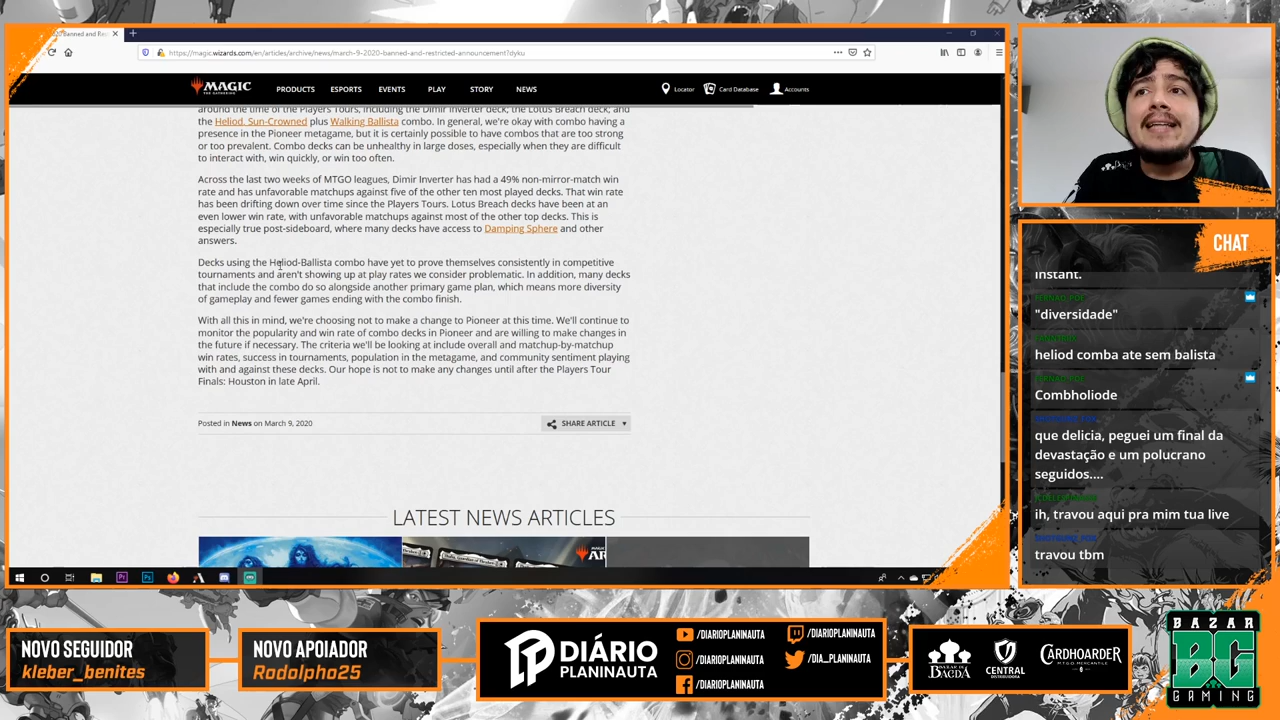 20 Banned and Res
https://magic.wizards.com/en/articles/archive/news/march-9-2020-banned-and-restricted-announcement?dyku
MAGIC
THE GATHERING
PRODUCTS
ESPORTS
EVENTS
PLAY
STORY
NEWS
Locator
Card Database
Accounts
around the time of the Players Tours, including the Dimir Inverter deck; the Lotus Breach deck; and
the Heliod, Sun-Crowned plus Walking Ballista combo. In general, we're okay with combo having a
presence in the Pioneer metagame, but it is certainly possible to have combos that are too strong
or too prevalent. Combo decks can be unhealthy in large doses, especially when they are difficult
to interact with, win quickly, or win too often.
Across the last two weeks of MTGO leagues, Dimir Inverter has had a 49% non-mirror-match win
rate and has unfavorable matchups against five of the other ten most played decks. That win rate
has been drifting down over time since the Players Tours. Lotus Breach decks have been at an
even lower win rate, with unfavorable matchups against most of the other top decks. This is
especially true post-sideboard, where many decks have access to Damping Sphere and other
answers.
Decks using the Heliod-Ballista combo have yet to prove themselves consistently in competitive
tournaments and aren't showing up at play rates we consider problematic. In addition, many decks
that include the combo do so alongside another primary game plan, which means more diversity
of gameplay and fewer games ending with the combo finish.
With all this in mind, we're choosing not to make a change to Pioneer at this time. We'll continue to
monitor the popularity and win rate of combo decks in Pioneer and are willing to make changes in
the future if necessary. The criteria we'll be looking at include overall and matchup-by-matchup
win rates, success in tournaments, population in the metagame, and community sentiment playing
with and against these decks. Our hope is not to make any changes until after the Players Tour
Finals: Houston in late April.
Posted in News on March 9, 2020
SHARE ARTICLE
LATEST NEWS ARTICLES
CHAT
instant.
"diversidade"
heliod comba ate sem balista
Combholiode
que delicia, peguei um final da
devastação e um polucrano
seguidos....
ih, travou aqui pra mim tua live
travou tbm
NOVO SEGUIDOR
kleber_benites
NOVO APOIADOR
Rodolpho25
DIÁRIO
PLANINAUTA
/DIARIOPLANINAUTA
/DIARIOPLANINAUTA
/DIARIOPLANINAUTA
/DIARIOPLANINAUTA
/DIA_PLANINAUTA
BAZAR DE
BAGDÁ
CENTRAL
DISTRIBUIDORA
CARDHOARDER
MTGO MERCANTILE
BAZAR
BG
GAMING